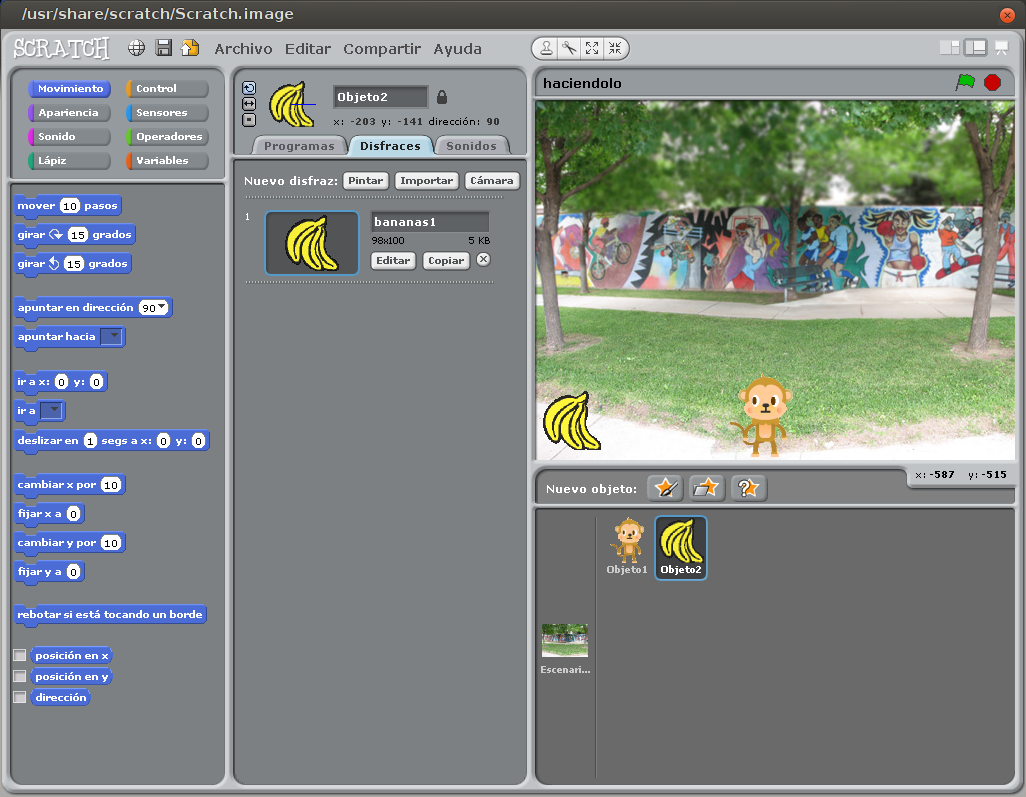 /usr/share/scratch/Scratch.image
SCRATCH Archivo Editar Compartir Ayuda
Movimiento Control
Apariencia Sensores
Sonido Operadores
Lápiz Variables
mover 10 pasos
girar 15 grados
girar 15 grados
apuntar en dirección 90
apuntar hacia
ir a x: 0 y: 0
ir a
deslizar en 1 segs a x: 0 y: 0
cambiar x por 10
fijar x a 0
cambiar y por 10
fijar y a 0
rebotar si está tocando un borde
posición en x
posición en y
dirección
Objeto2
x: -203 y: -141 dirección: 90
Programas Disfraces Sonidos
Nuevo disfraz: Pintar Importar Cámara
1
bananas1
98x100 5 KB
Editar Copiar
haciendolo
x: -587 y: -515
Nuevo objeto:
Objeto1 Objeto2
Escenari...